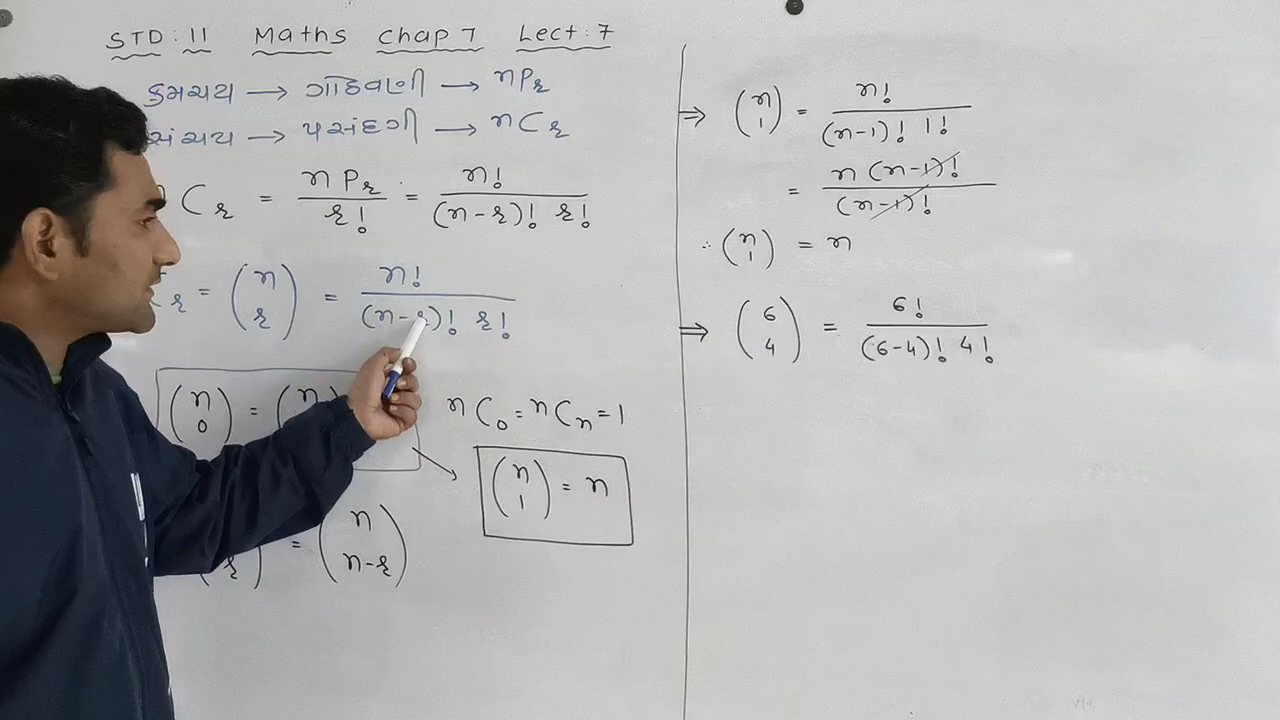 STD : 11 Maths Chap 7 Lect : 7
ક્રમચય → ગોઠવણી → nPr
સંચય → પસંદગી → nCr
nCr = nPr / r! = n! / (n-r)! r!
Cr = (n r) = n! / (n-r)! r!
(n 0) = (n
nC0 = nCn = 1
(n 1) = n
r) = (n n-r)
⇒ (n 1) = n! / (n-1)! 1!
= n (n-1)! / (n-1)!
∴ (n 1) = n
⇒ (6 4) = 6! / (6-4)! 4!